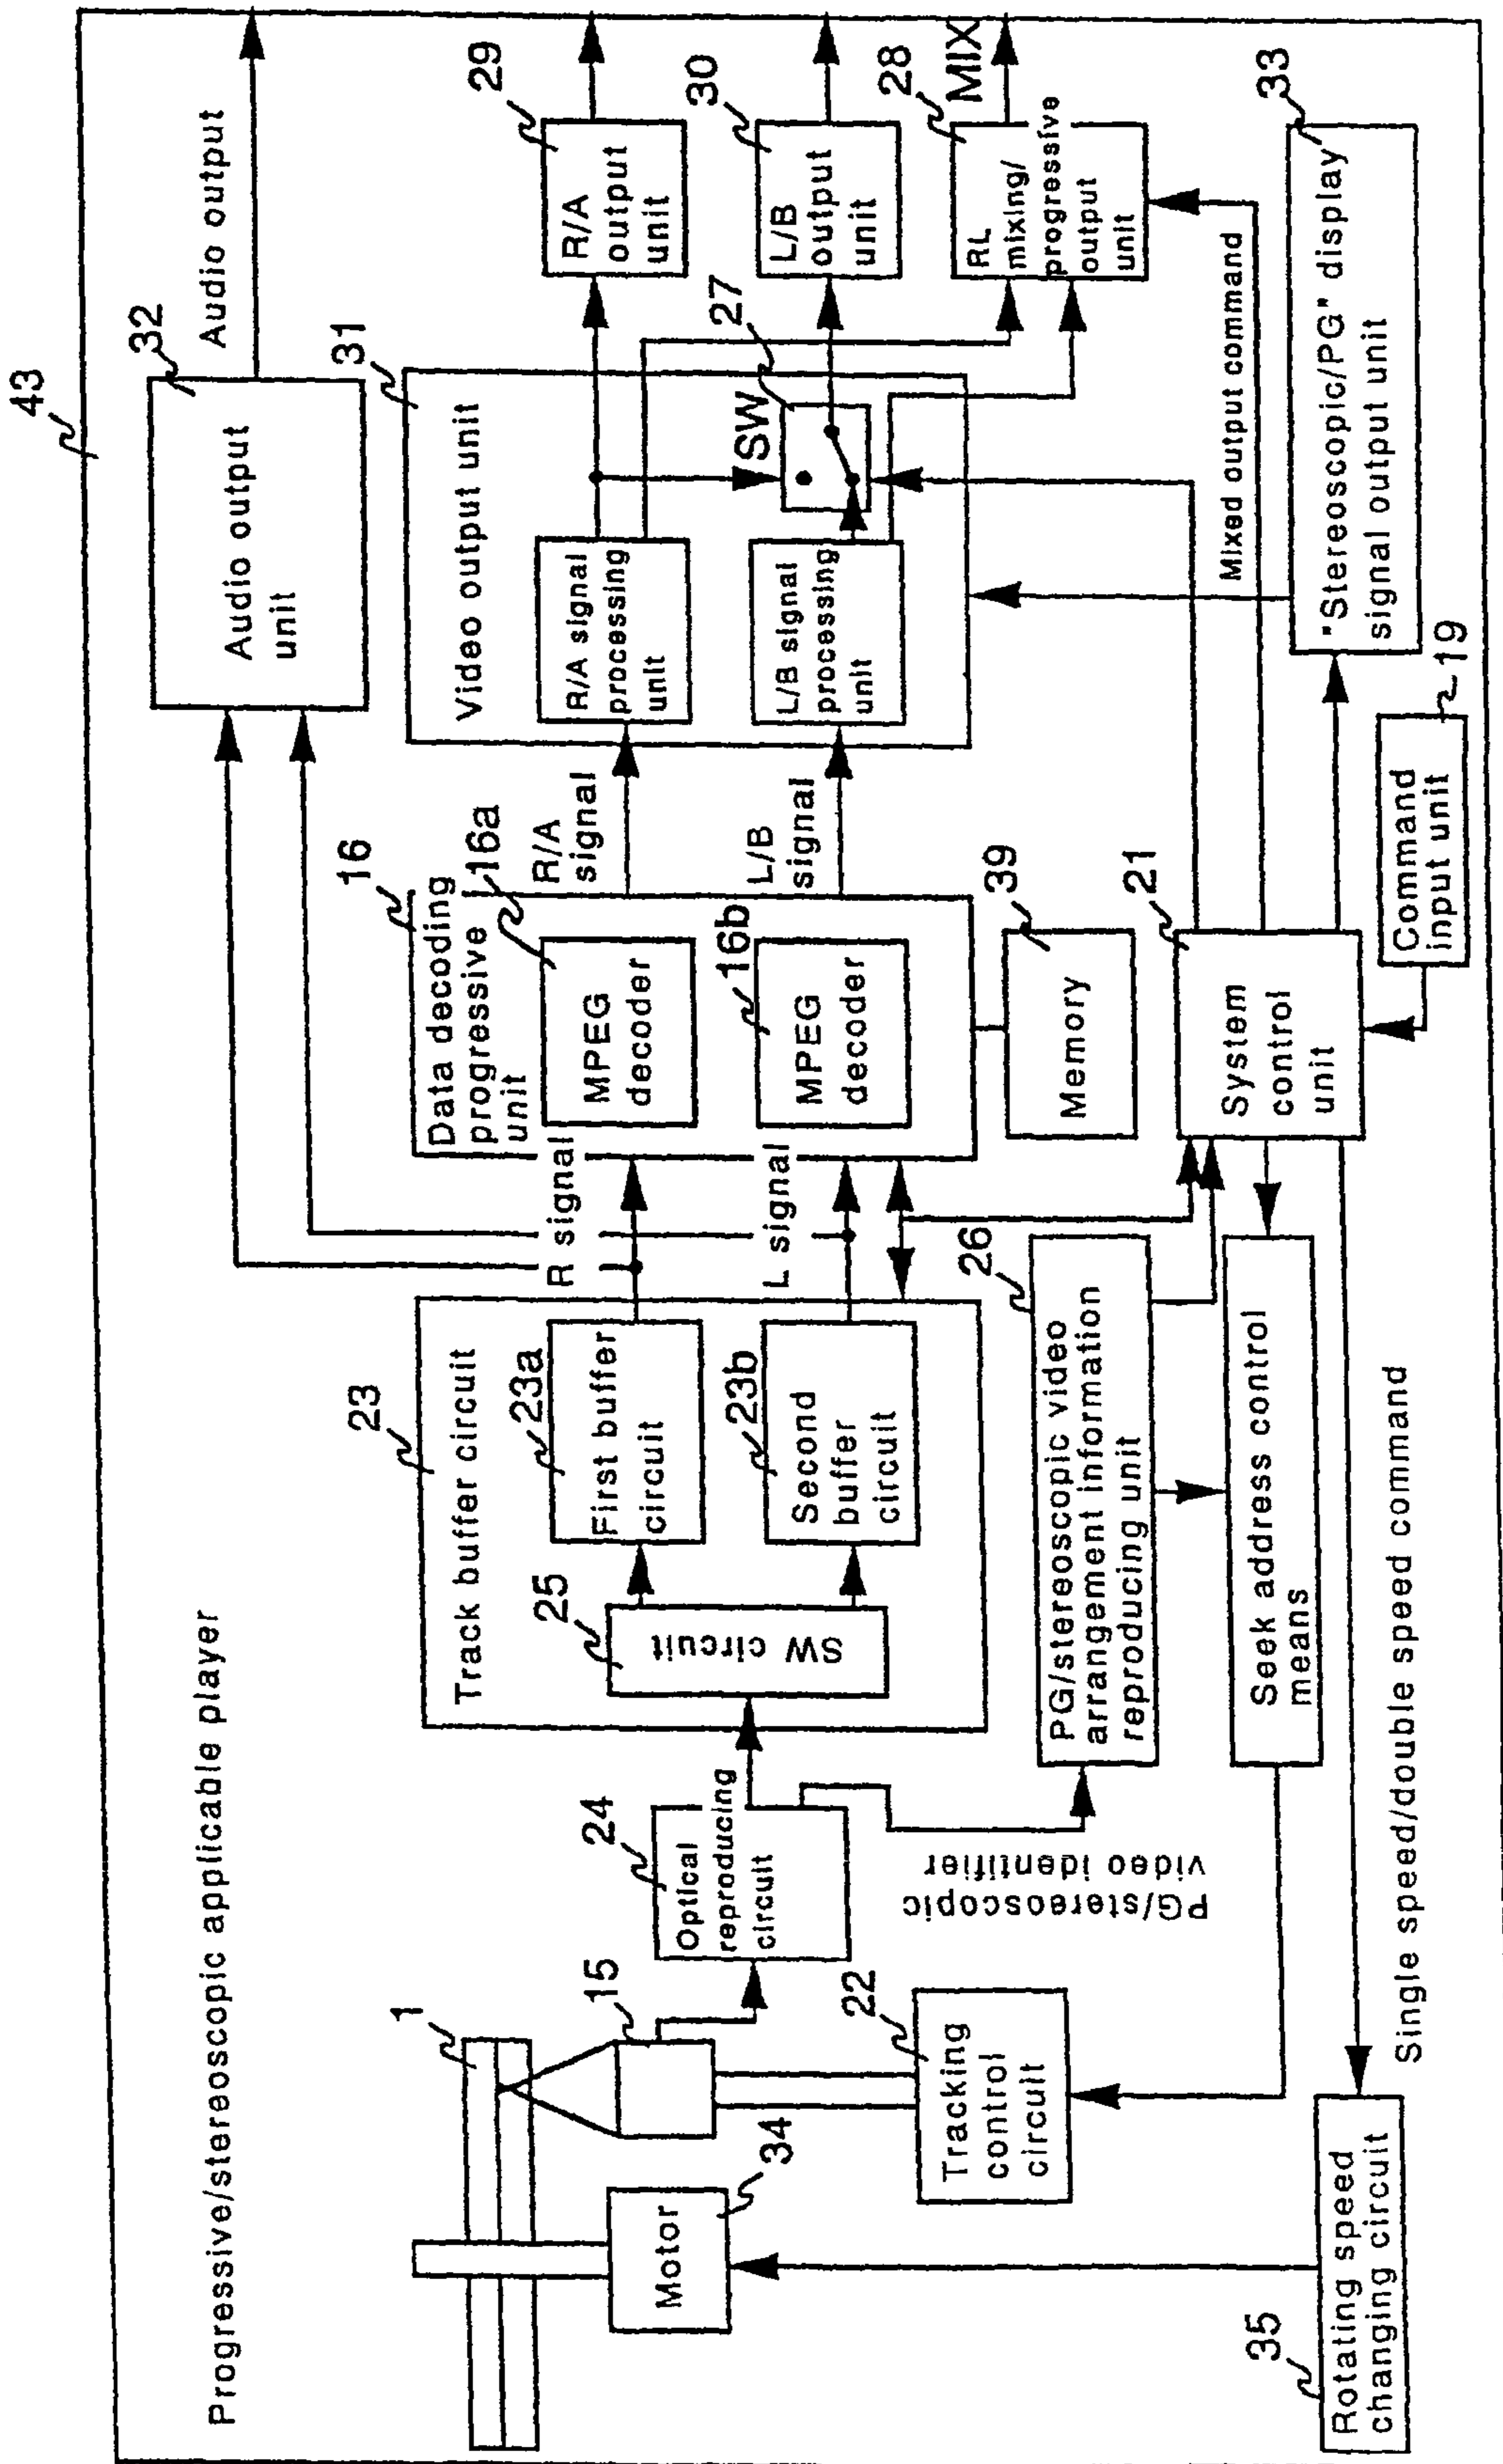 Progressive/stereoscopic applicable player
43
1
15
34
Motor
22
Tracking
control
circuit
35
Rotating speed
changing circuit
24
Optical
reproducing
circuit
PG/stereoscopic
video identifier
23
Track buffer circuit
25
SW circuit
23a
First buffer
circuit
23b
Second
buffer
circuit
26
PG/stereoscopic video
arrangement information
reproducing unit
Seek address control
means
Single speed/double speed command
R signal
L signal
16
Data decoding
progressive
unit
16a
MPEG
decoder
16b
MPEG
decoder
39
Memory
21
System
control
unit
19
Command
input unit
R/A
signal
L/B
signal
32
Audio output
unit
Audio output
31
Video output unit
R/A signal
processing
unit
L/B signal
processing
unit
SW
27
29
R/A
output
unit
30
L/B
output
unit
28
RL
mixing/
progressive
output
unit
MIX
Mixed output command
33
"Stereoscopic/PG" display
signal output unit